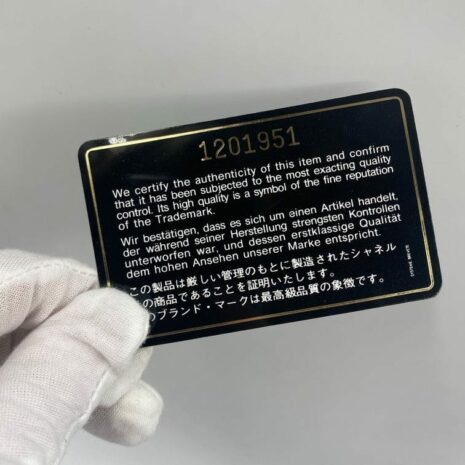 1201951
We certify the authenticity of this item and confirm
that it has been subjected to the most exacting quality
control. Its high quality is a symbol of the fine reputation
of the Trademark.
Wir bestätigen, dass es sich um einen Artikel handelt,
der während seiner Herstellung strengsten Kontrollen
unterworfen war, und dessen erstklassige Qualität
dem hohen Ansehen unserer Marke entspricht.
この製品は厳しい管理のもとに製造されたシャネル
の商品であることを証明いたします。
のブランド・マークは最高級品質の象徴です。